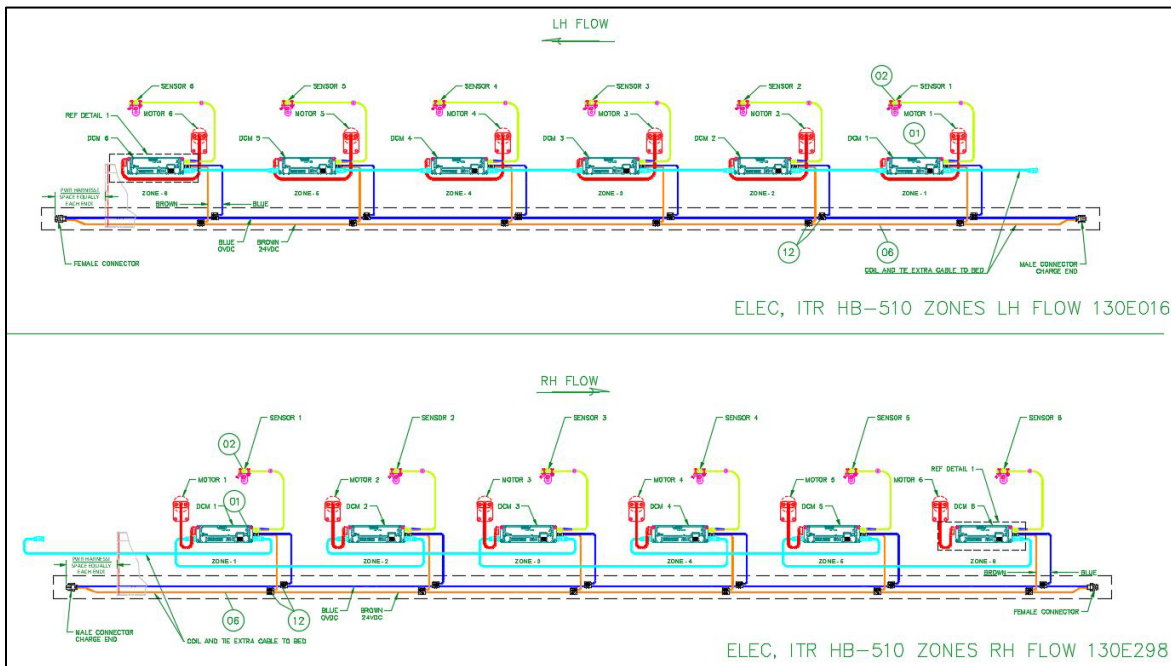 LH FLOW
SENSOR 6
SENSOR 5
SENSOR 4
SENSOR 3
SENSOR 2
02
SENSOR 1
REF DETAIL 1
MOTOR 6
MOTOR 5
MOTOR 4
MOTOR 3
MOTOR 2
MOTOR 1
01
DCM 6
DCM 5
DCM 4
DCM 3
DCM 2
DCM 1
PWR HARNESS
SPACE EQUALLY
EACH ENDS
ZONE-6
ZONE-5
ZONE-4
ZONE-3
ZONE-2
ZONE-1
BROWN
BLUE
BLUE
0VDC
BROWN
24VDC
12
06
FEMALE CONNECTOR
COIL AND TIE EXTRA CABLE TO BED
MALE CONNECTOR
CHARGE END
ELEC, ITR HB-510 ZONES LH FLOW 130E016
RH FLOW
SENSOR 1
SENSOR 2
SENSOR 3
SENSOR 4
SENSOR 5
SENSOR 6
02
REF DETAIL 1
MOTOR 1
MOTOR 2
MOTOR 3
MOTOR 4
MOTOR 5
MOTOR 6
01
DCM 1
DCM 2
DCM 3
DCM 4
DCM 5
DCM 6
PWR HARNESS
SPACE EQUALLY
EACH ENDS
ZONE-1
ZONE-2
ZONE-3
ZONE-4
ZONE-5
ZONE-6
BROWN
BLUE
MALE CONNECTOR
CHARGE END
06
12
COIL AND TIE EXTRA CABLE TO BED
BLUE
0VDC
BROWN
24VDC
FEMALE CONNECTOR
ELEC, ITR HB-510 ZONES RH FLOW 130E298